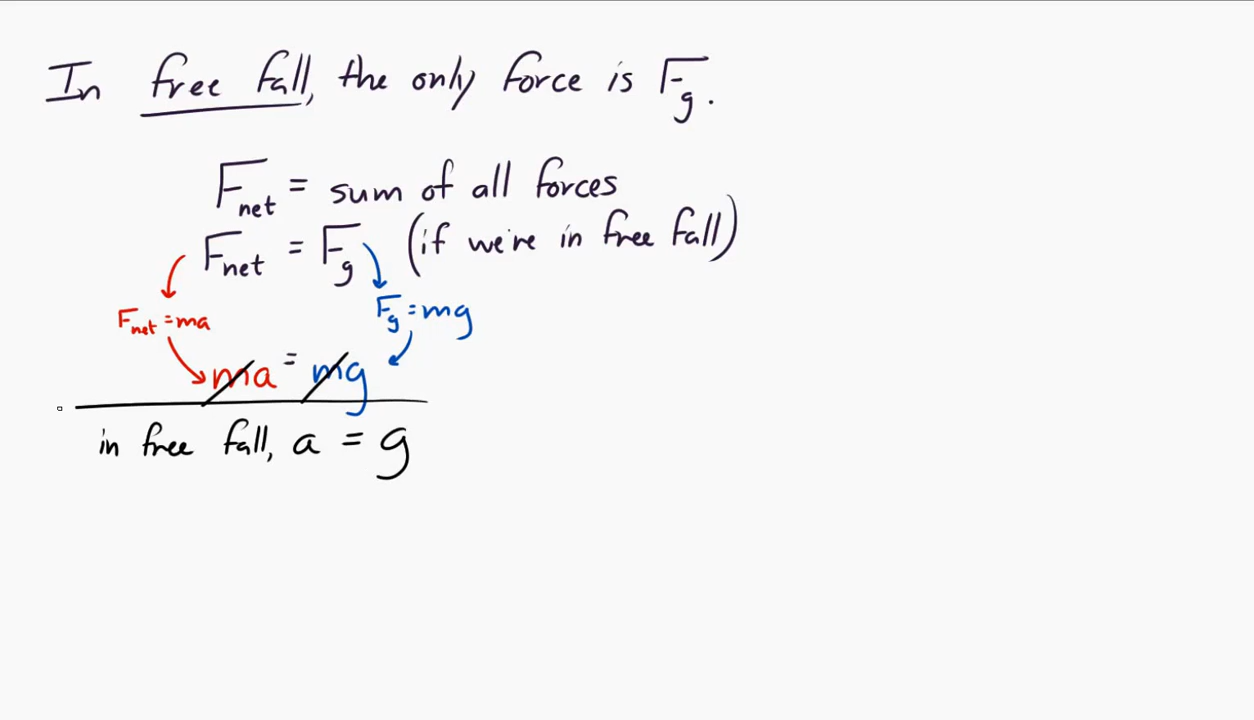 In free fall, the only force is Fg.
Fnet = sum of all forces
Fnet = Fg (if we're in free fall)
Fnet = ma
Fg = mg
ma = mg
in free fall, a = g